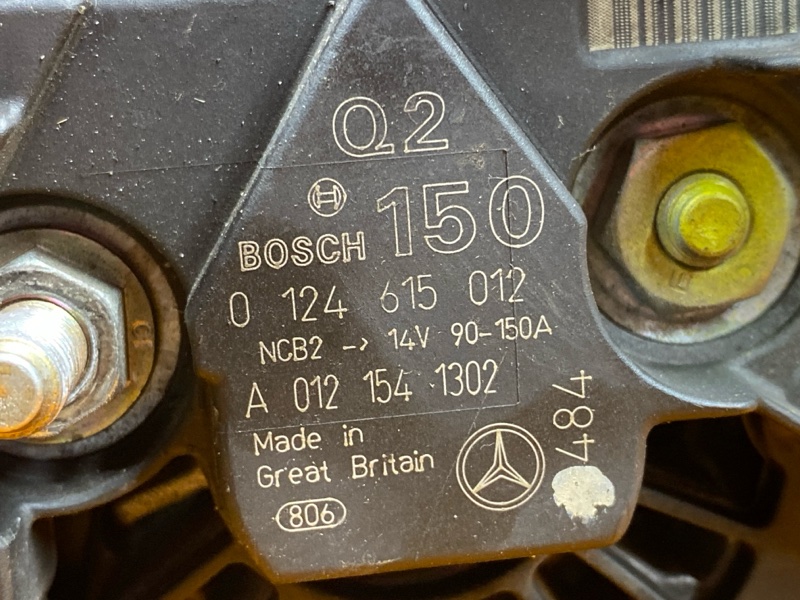 Q2
150
BOSCH
0 124 615 012
NCB2 -> 14V 90-150A
A 012 154 1302
Made in
Great Britain
806
484